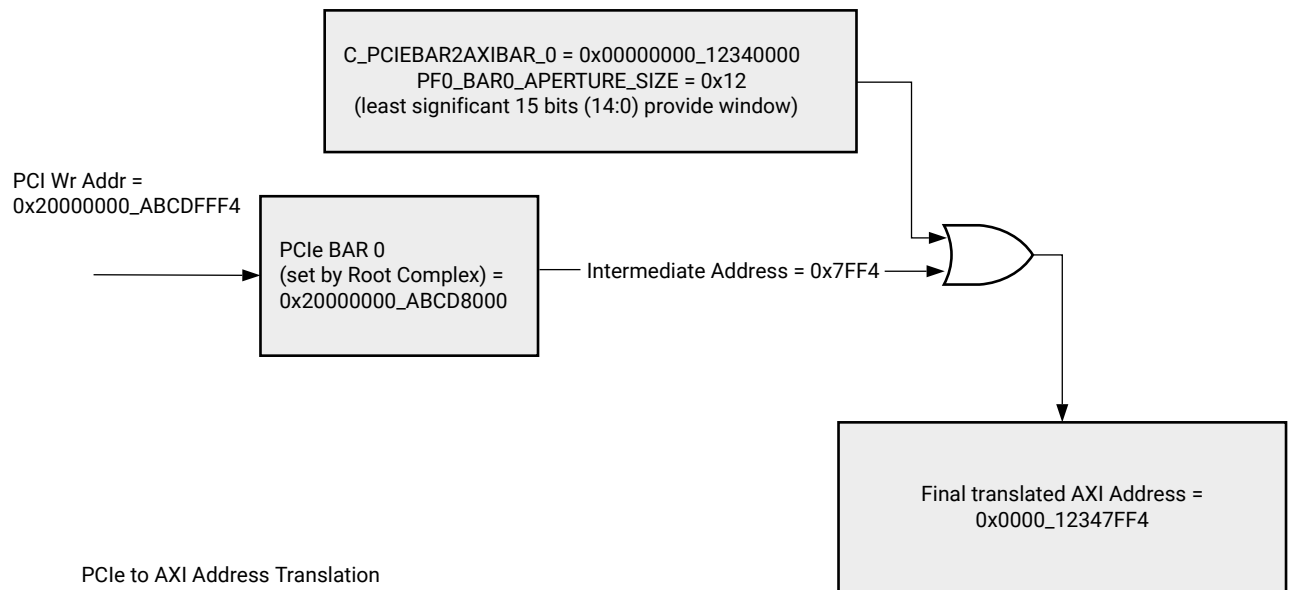 C_PCIEBAR2AXIBAR_0 = 0x00000000_12340000
PF0_BAR0_APERTURE_SIZE = 0x12
(least significant 15 bits (14:0) provide window)
PCI Wr Addr =
0x20000000_ABCDFFF4
PCIe BAR 0
(set by Root Complex) =
0x20000000_ABCD8000
Intermediate Address = 0x7FF4
Final translated AXI Address =
0x0000_12347FF4
PCIe to AXI Address Translation